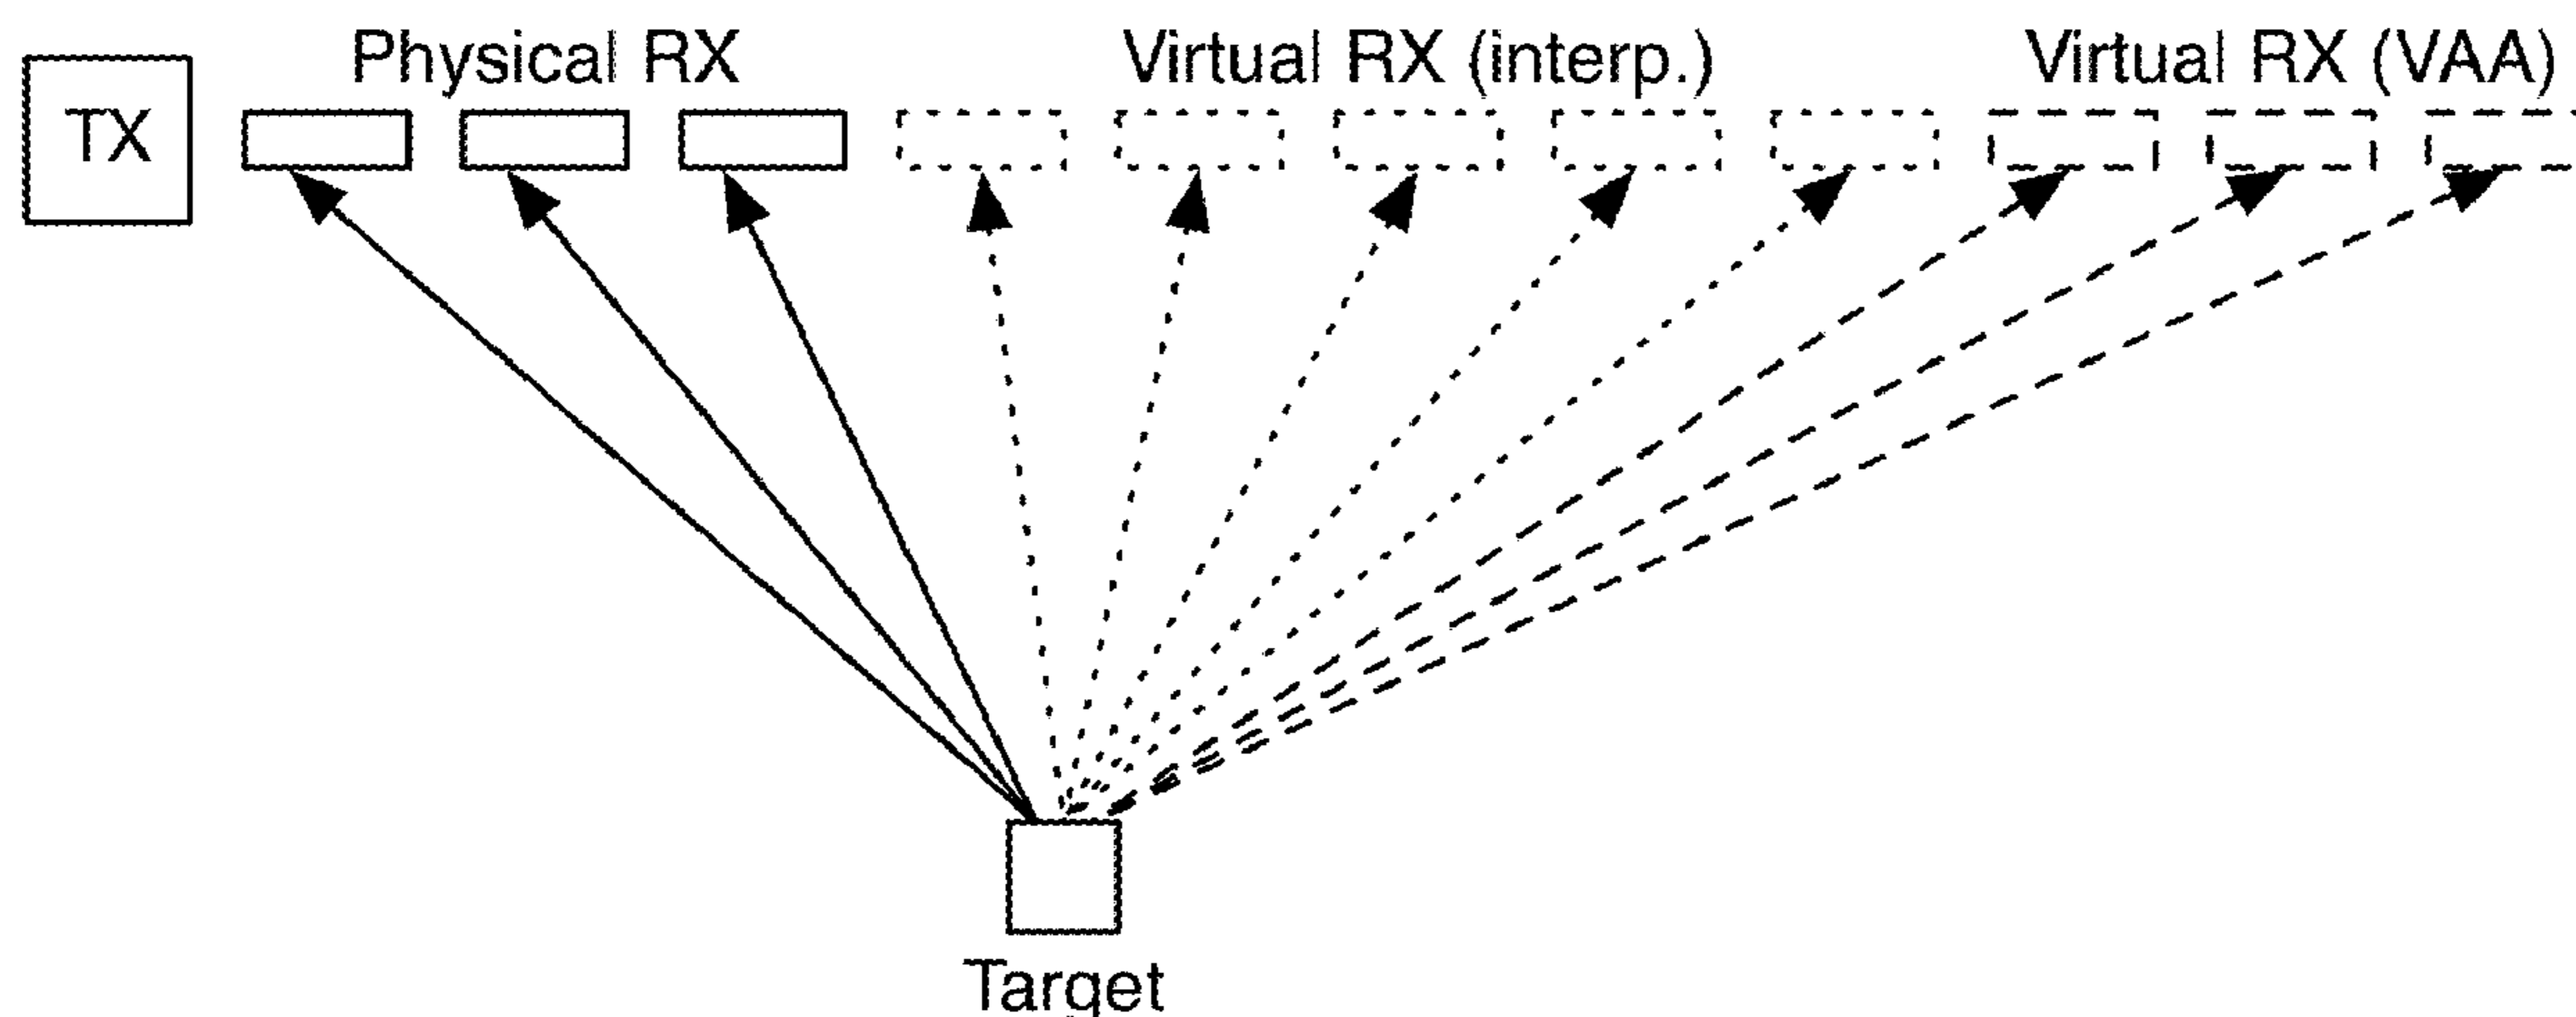 Physical RX
Virtual RX (interp.)
Virtual RX (VAA)
TX
Target